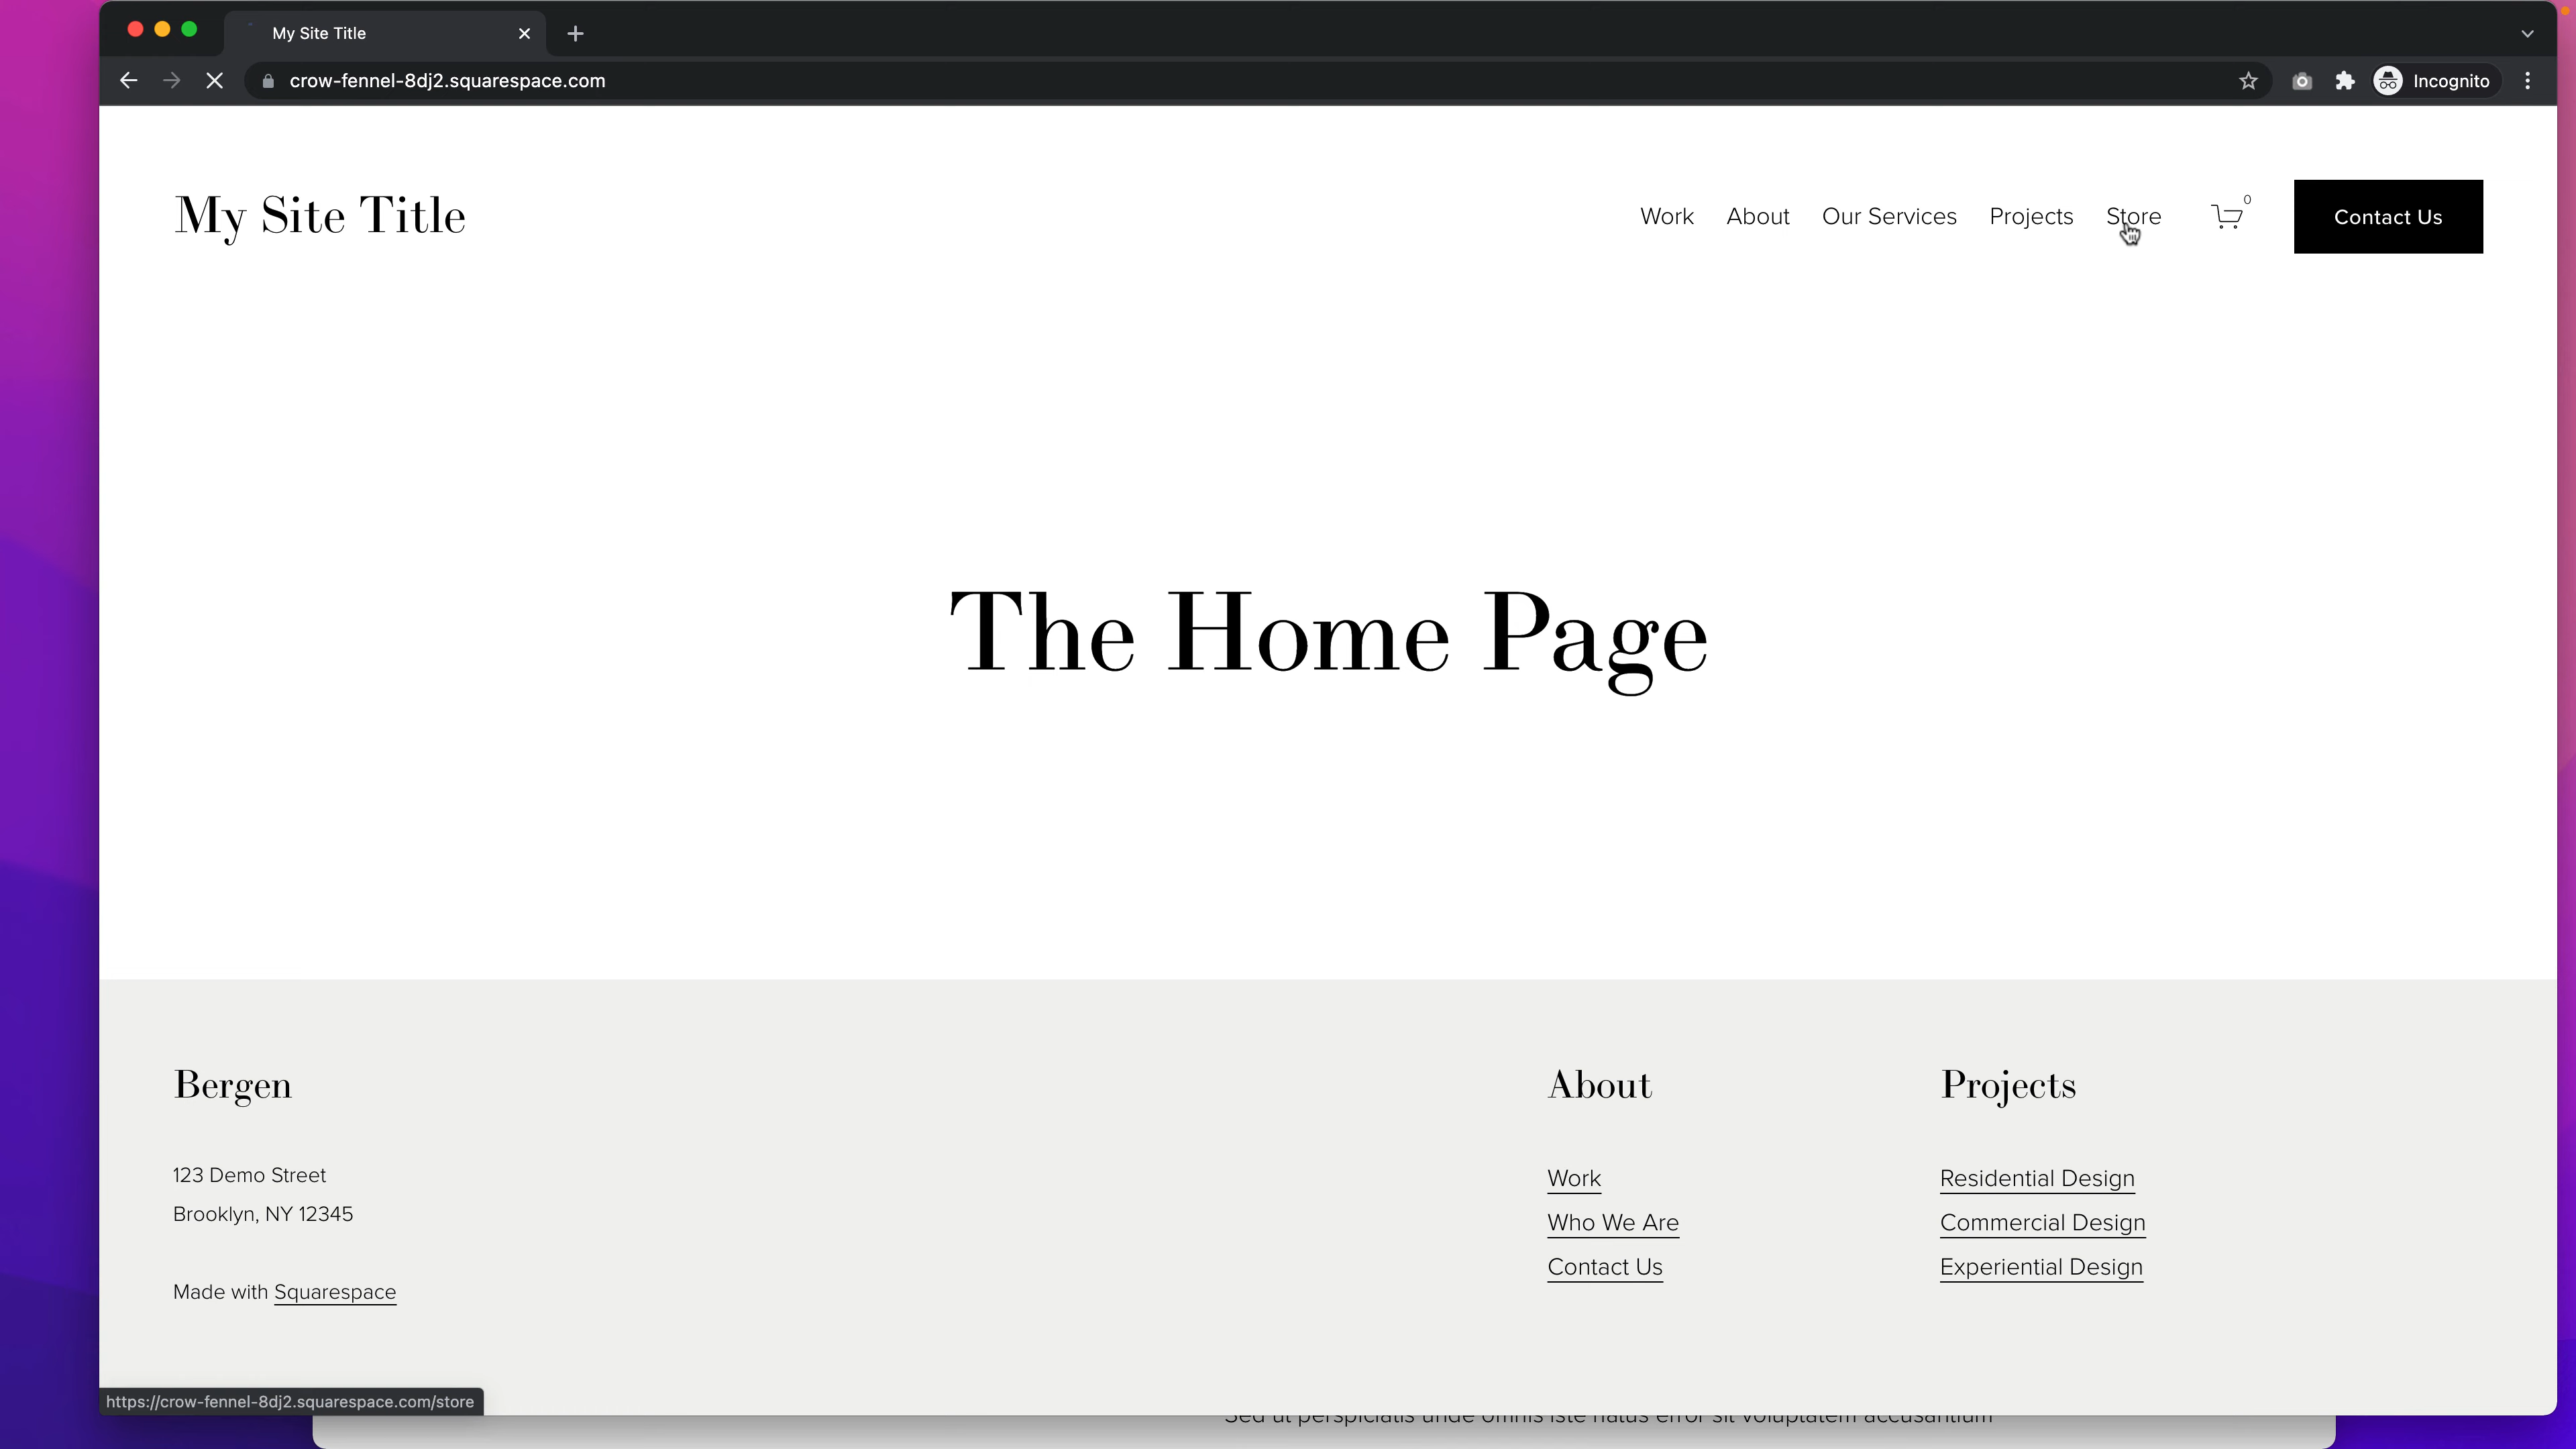 My Site Title
crow-fennel-8dj2.squarespace.com
Incognito
My Site Title
Work About Our Services Projects Store 0 Contact Us
The Home Page
Bergen
123 Demo Street
Brooklyn, NY 12345
Made with Squarespace
About
Work
Who We Are
Contact Us
Projects
Residential Design
Commercial Design
Experiential Design
https://crow-fennel-8dj2.squarespace.com/store
Sed ut perspiciatis unde omnis iste natus error sit voluptatem accusantium